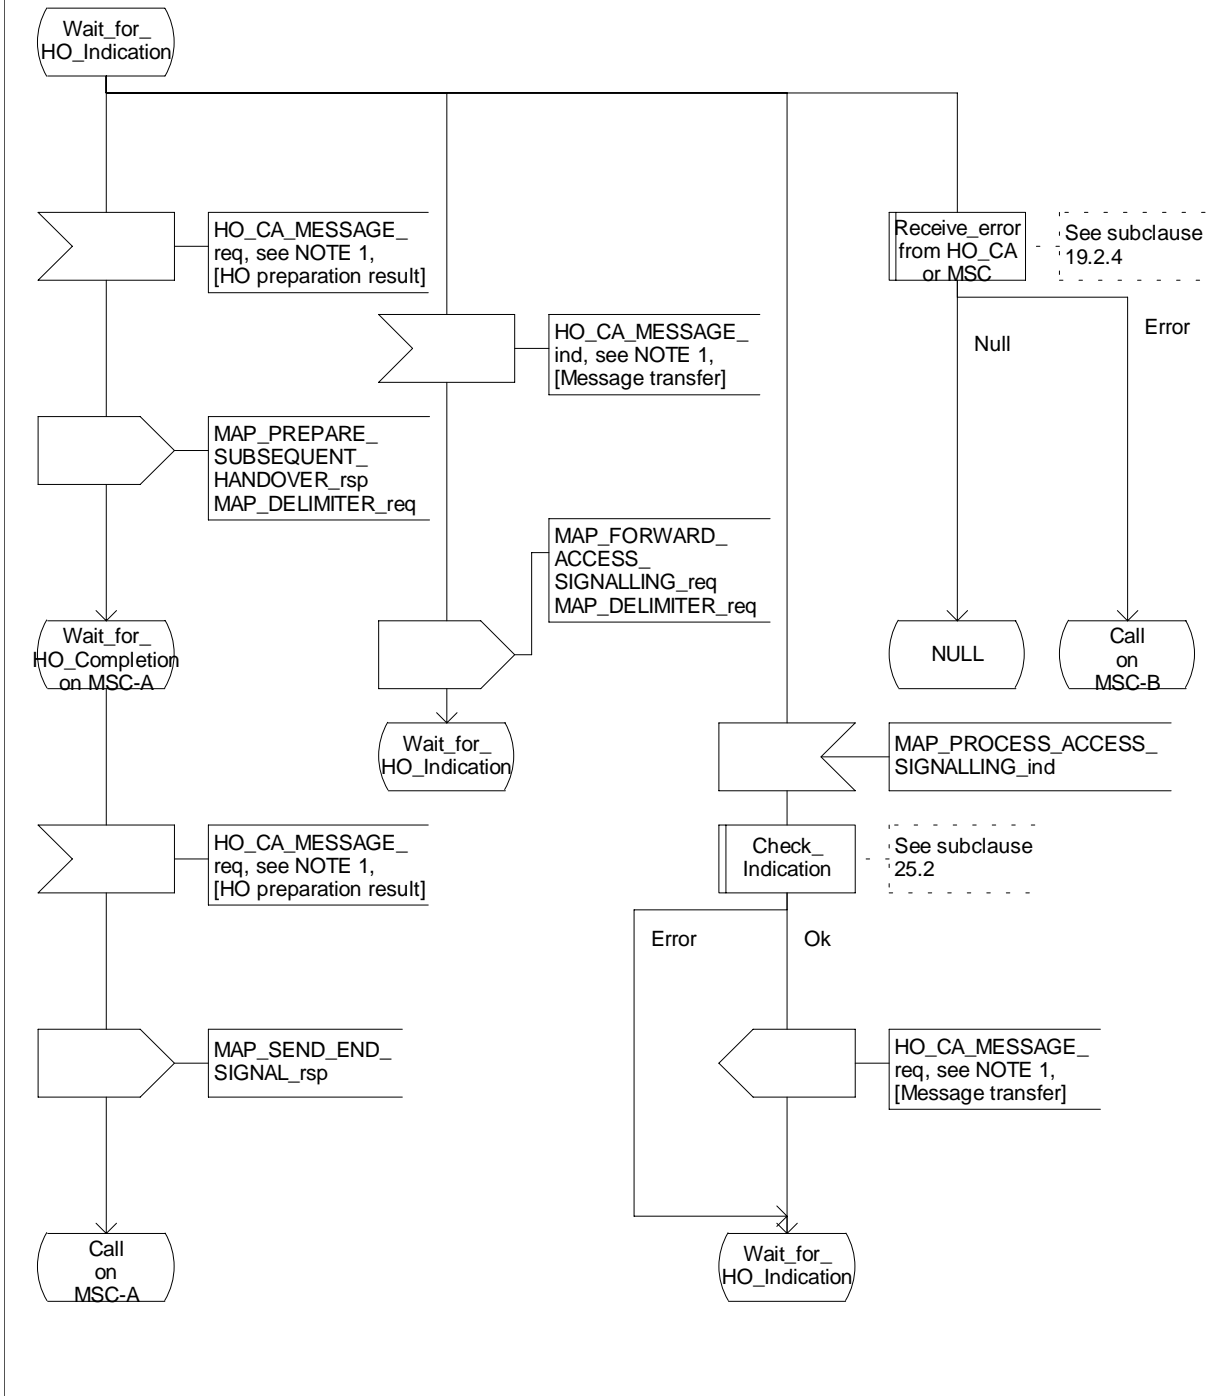 Wait_for_
HO_Indication
HO_CA_MESSAGE_
req, see NOTE 1,
[HO preparation result]
Receive_error
from HO_CA
or MSC
See subclause
19.2.4
HO_CA_MESSAGE_
ind, see NOTE 1,
[Message transfer]
Null
Error
MAP_PREPARE_
SUBSEQUENT_
HANDOVER_rsp
MAP_DELIMITER_req
MAP_FORWARD_
ACCESS_
SIGNALLING_req
MAP_DELIMITER_req
Wait_for_
HO_Completion
on MSC-A
NULL
Call
on
MSC-B
Wait_for_
HO_Indication
MAP_PROCESS_ACCESS_
SIGNALLING_ind
HO_CA_MESSAGE_
req, see NOTE 1,
[HO preparation result]
Check_
Indication
See subclause
25.2
Error
Ok
MAP_SEND_END_
SIGNAL_rsp
HO_CA_MESSAGE_
req, see NOTE 1,
[Message transfer]
Call
on
MSC-A
Wait_for_
HO_Indication